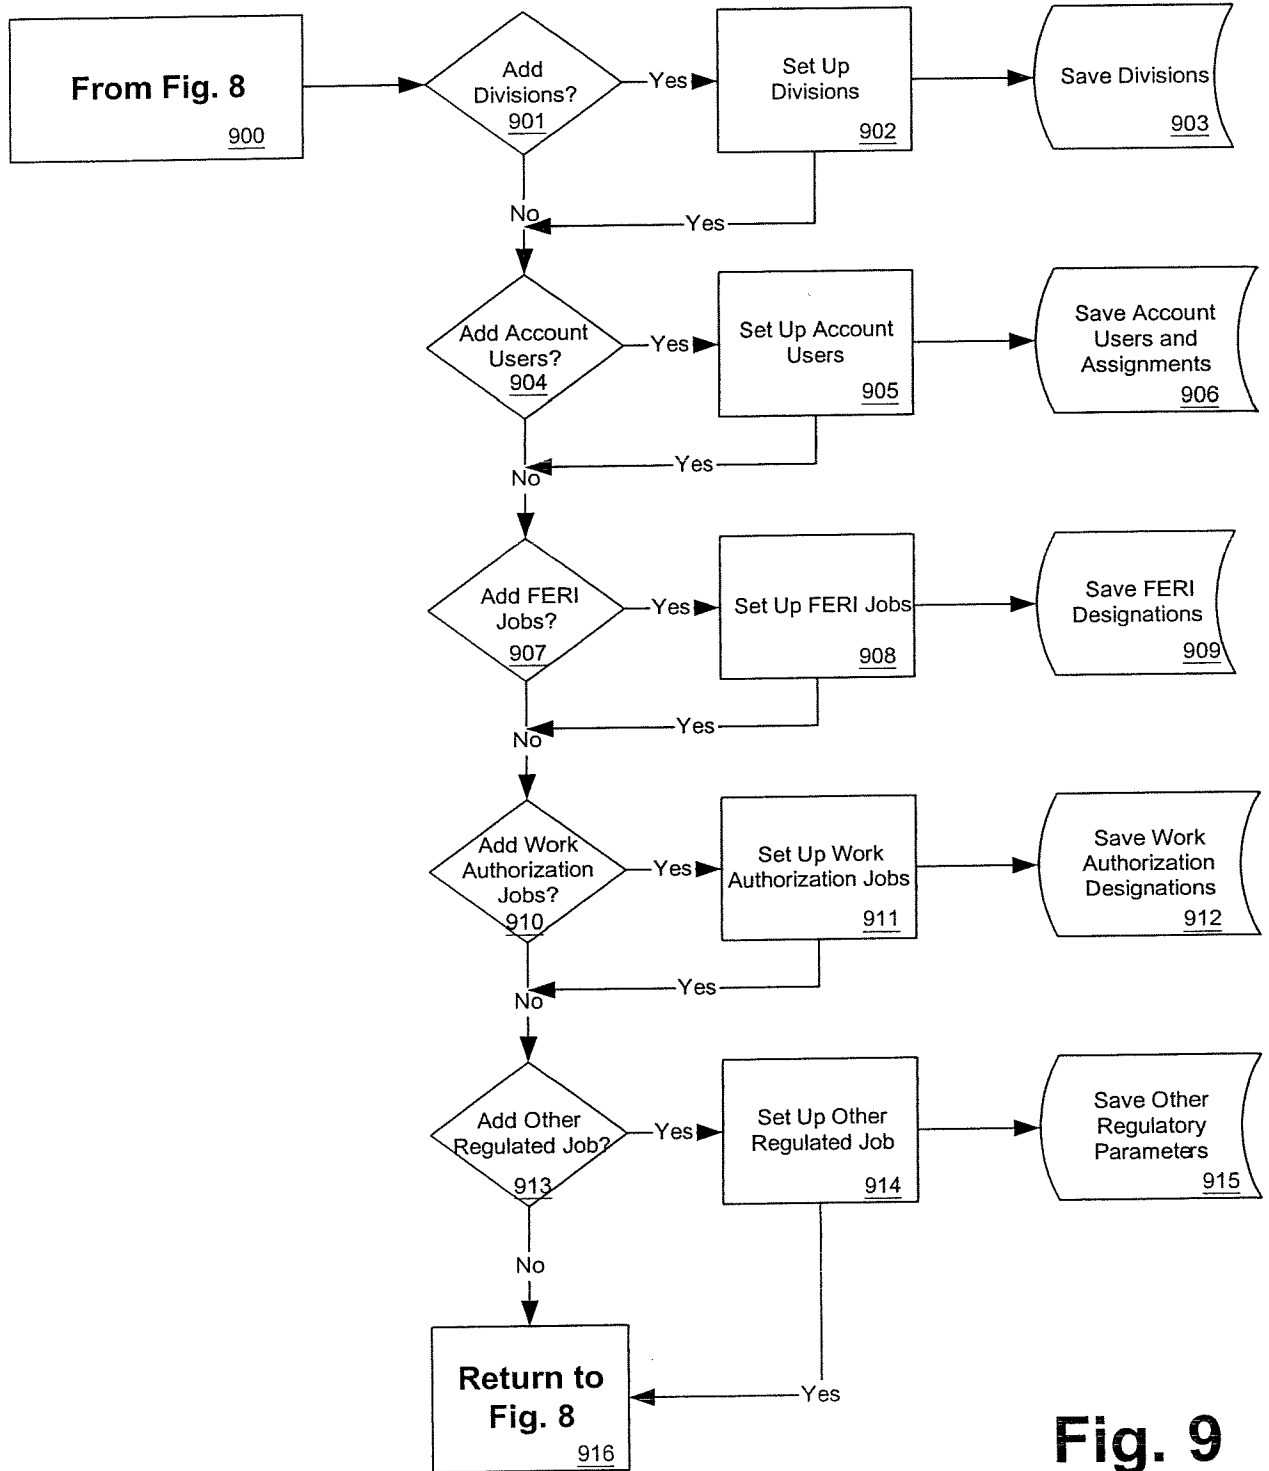 From Fig. 8
900
Add
Divisions?
901
Yes
Set Up
Divisions
902
Save Divisions
903
No
Yes
Add Account
Users?
904
Yes
Set Up Account
Users
905
Save Account
Users and
Assignments
906
No
Yes
Add FERI
Jobs?
907
Yes
Set Up FERI Jobs
908
Save FERI
Designations
909
No
Yes
Add Work
Authorization
Jobs?
910
Yes
Set Up Work
Authorization Jobs
911
Save Work
Authorization
Designations
912
No
Yes
Add Other
Regulated Job?
913
Yes
Set Up Other
Regulated Job
914
Save Other
Regulatory
Parameters
915
No
Yes
Return to
Fig. 8
916
Fig. 9